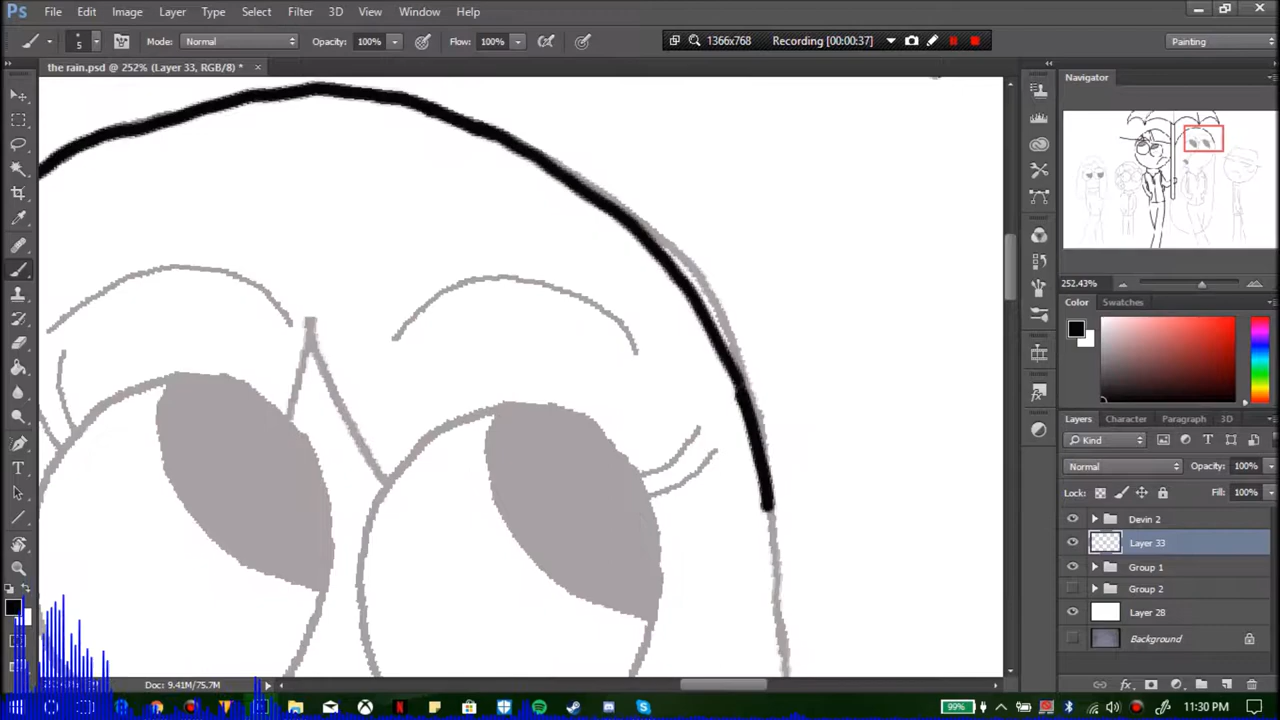 Ps File Edit Image Layer Type Select Filter 3D View Window Help
5 Mode: Normal Opacity: 100% Flow: 100% 1366x768 Recording [00:00:37] Painting
the rain.psd @ 252% (Layer 33, RGB/8) * ×
Navigator
252.43%
Color Swatches
Layers Character Paragraph 3D
Kind
Normal Opacity: 100%
Lock: Fill: 100%
Devin 2
Layer 33
Group 1
Group 2
Layer 28
Background
Doc: 9.41M/75.7M
99% 11:30 PM